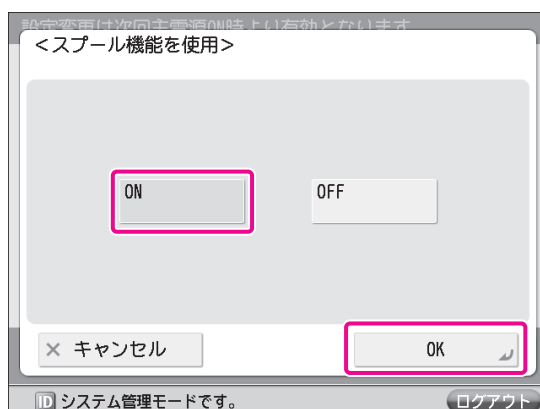 設定変更は次回主電源ON時より有効となります
<スプール機能を使用>
ON
OFF
× キャンセル
OK
ID システム管理モードです。
ログアウト